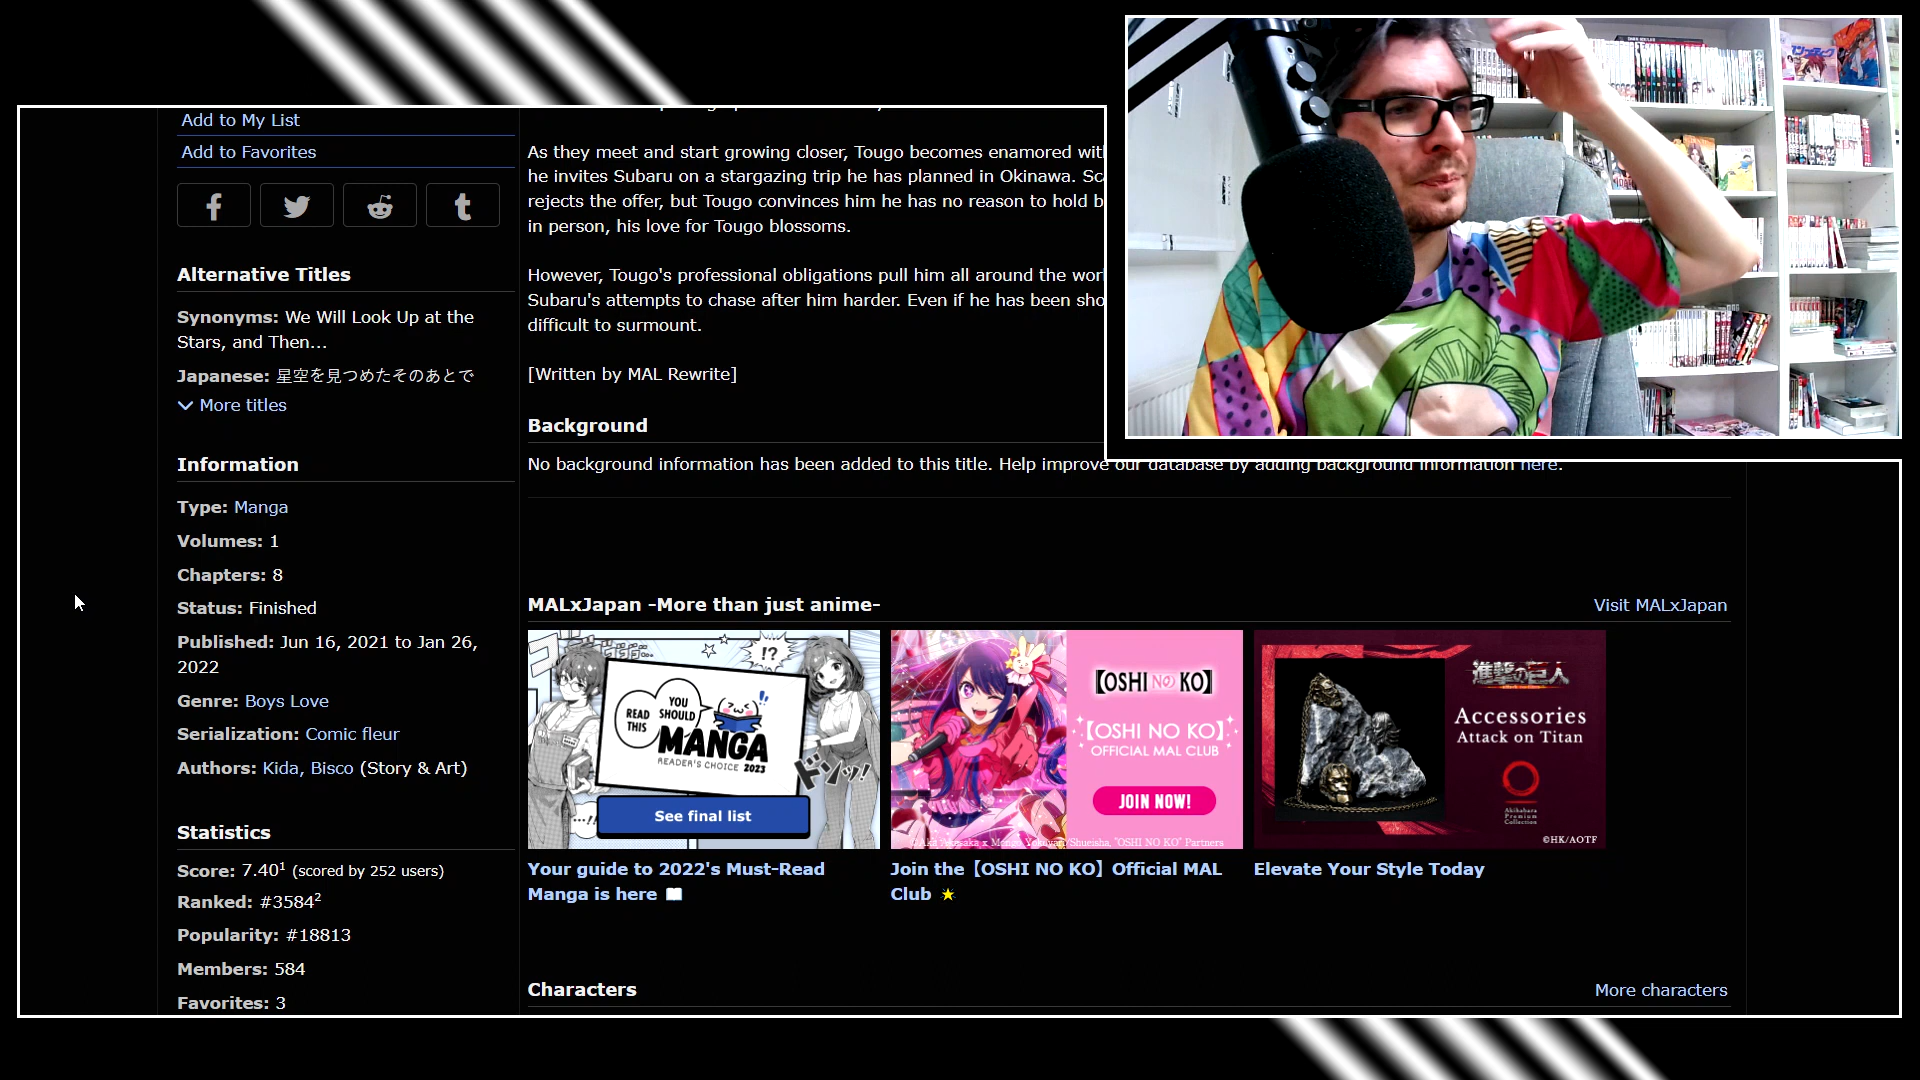 Add to My List
Add to Favorites
Alternative Titles
Synonyms: We Will Look Up at the
Stars, and Then...
Japanese: 星空を見つめたそのあとで
More titles
Information
Type: Manga
Volumes: 1
Chapters: 8
Status: Finished
Published: Jun 16, 2021 to Jan 26,
2022
Genre: Boys Love
Serialization: Comic fleur
Authors: Kida, Bisco (Story & Art)
Statistics
Score: 7.40¹ (scored by 252 users)
Ranked: #3584²
Popularity: #18813
Members: 584
Favorites: 3
As they meet and start growing closer, Tougo becomes enamored wit
he invites Subaru on a stargazing trip he has planned in Okinawa. Sc
rejects the offer, but Tougo convinces him he has no reason to hold b
in person, his love for Tougo blossoms.
However, Tougo's professional obligations pull him all around the wor
Subaru's attempts to chase after him harder. Even if he has been sho
difficult to surmount.
[Written by MAL Rewrite]
Background
No background information has been added to this title. Help improve our database by adding background information here.
MALxJapan -More than just anime-
Visit MALxJapan
!?
YOU
SHOULD
READ
THIS
MANGA
READER'S CHOICE 2023
ドンッ!
See final list
Your guide to 2022's Must-Read
Manga is here
【OSHI NO KO】
【OSHI NO KO】
OFFICIAL MAL CLUB
JOIN NOW!
Join the【OSHI NO KO】Official MAL
Club
進撃の巨人
Accessories
Attack on Titan
Akihabara
Premium
Collection
©HK/AOTF
Elevate Your Style Today
Characters
More characters